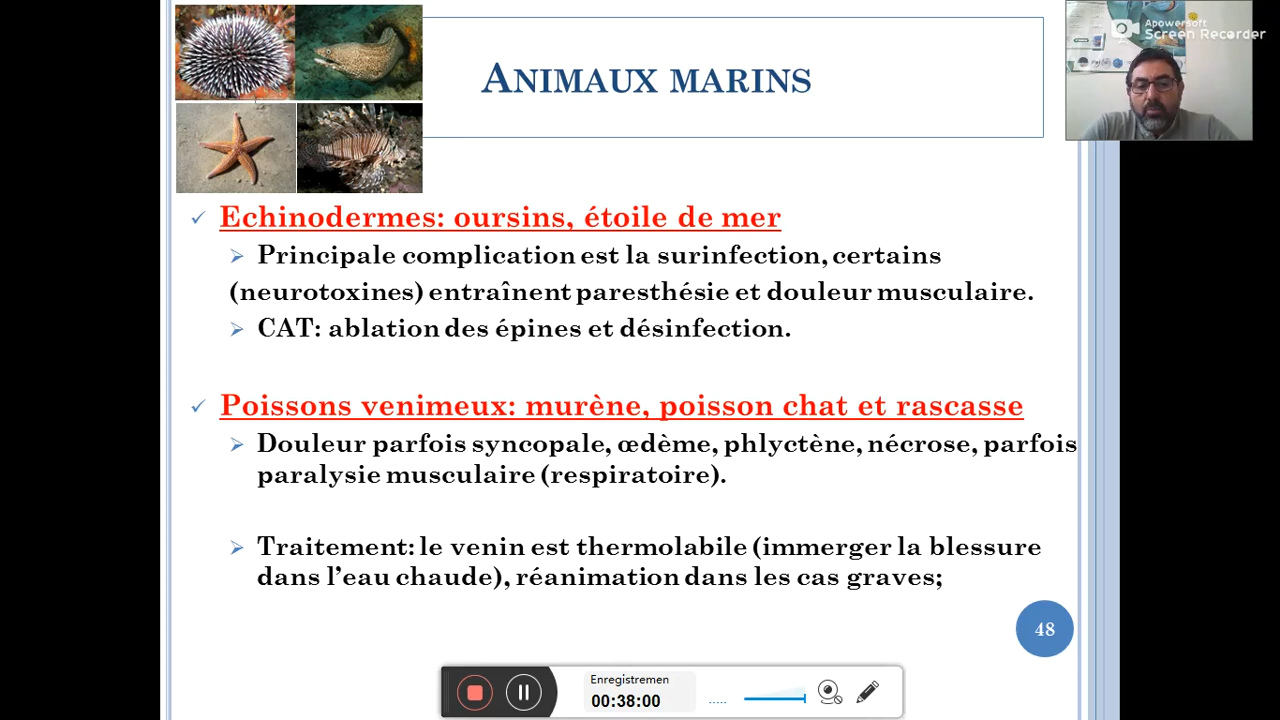 Apowersoft
Screen Recorder
ANIMAUX MARINS
Echinodermes: oursins, étoile de mer
Principale complication est la surinfection, certains
(neurotoxines) entraînent paresthésie et douleur musculaire.
CAT: ablation des épines et désinfection.
Poissons venimeux: murène, poisson chat et rascasse
Douleur parfois syncopale, œdème, phlyctène, nécrose, parfois
paralysie musculaire (respiratoire).
Traitement: le venin est thermolabile (immerger la blessure
dans l'eau chaude), réanimation dans les cas graves;
48
Enregistremen
00:38:00